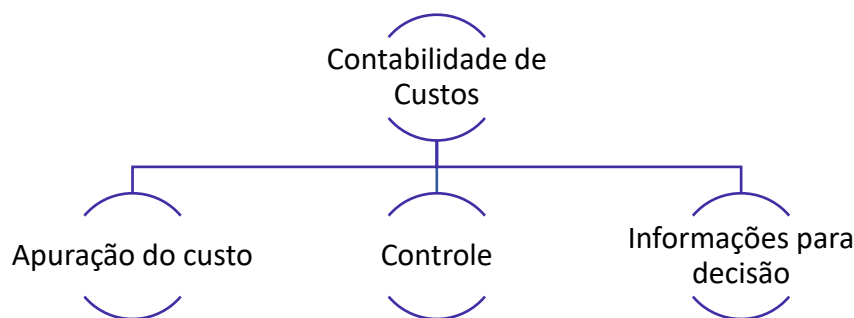 Contabilidade de
Custos
Apuração do custo
Controle
Informações para
decisão